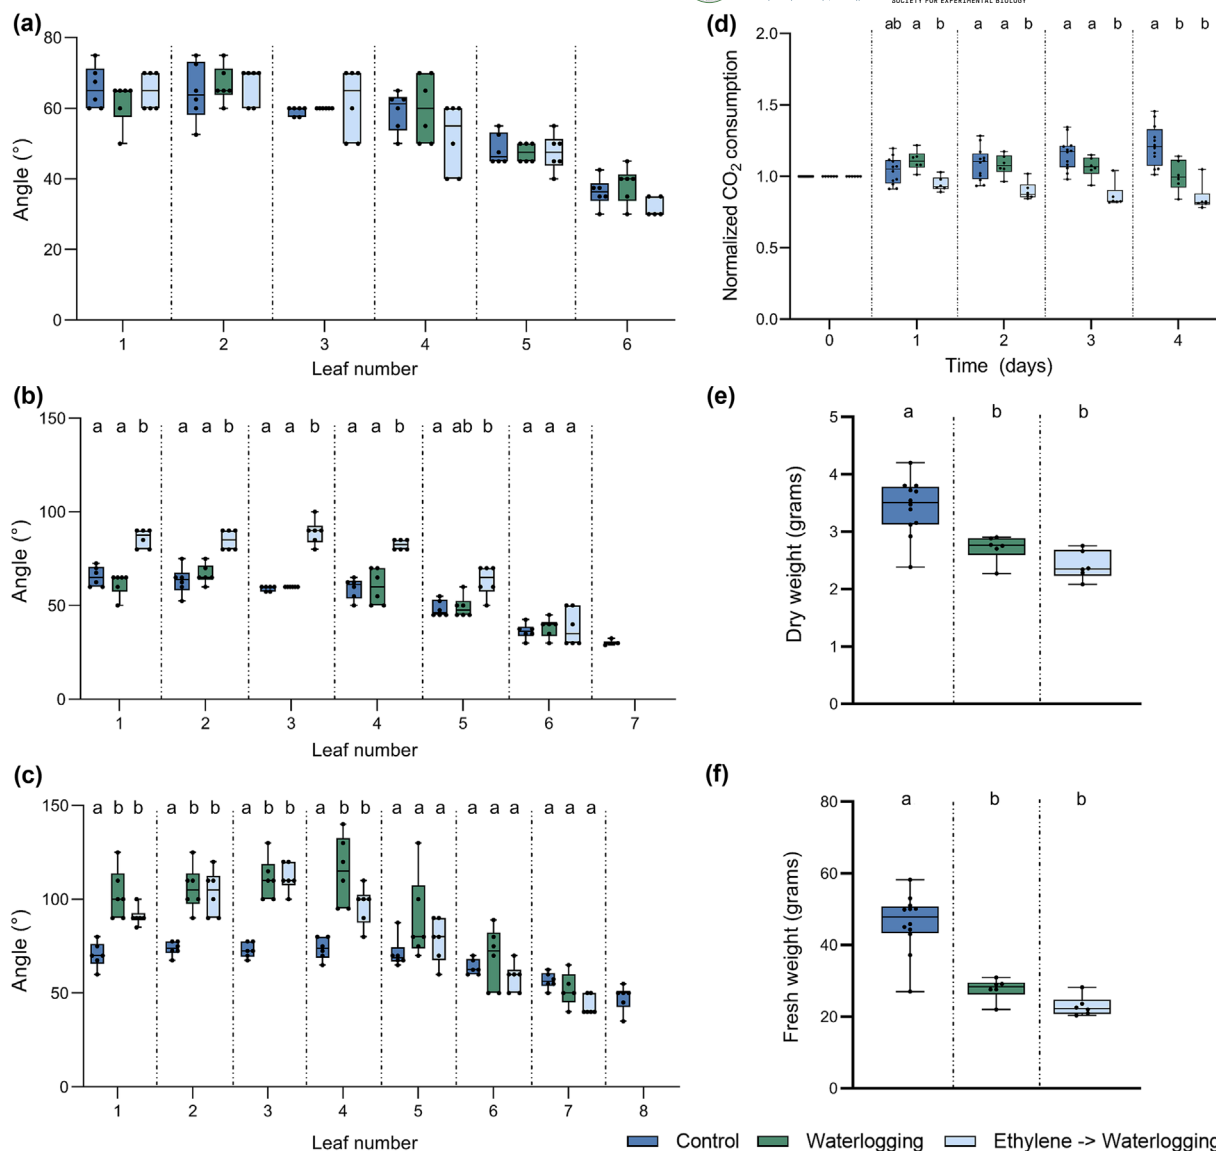 SOCIETY FOR EXPERIMENTAL BIOLOGY
(a)
80
60
40
20
0
Angle (°)
1 2 3 4 5 6
Leaf number
(b)
150
100
50
0
Angle (°)
a a b a a b a a b a a b a ab b a a a
1 2 3 4 5 6 7
Leaf number
(c)
150
100
50
0
Angle (°)
a b b a b b a b b a b b a a a a a a a a a
1 2 3 4 5 6 7 8
Leaf number
(d)
2.0
1.5
1.0
0.5
0.0
Normalized CO2 consumption
ab a b a a b a a b a b b
0 1 2 3 4
Time (days)
(e)
5
4
3
2
1
0
Dry weight (grams)
a b b
(f)
80
60
40
20
0
Fresh weight (grams)
a b b
Control Waterlogging Ethylene -> Waterlogging